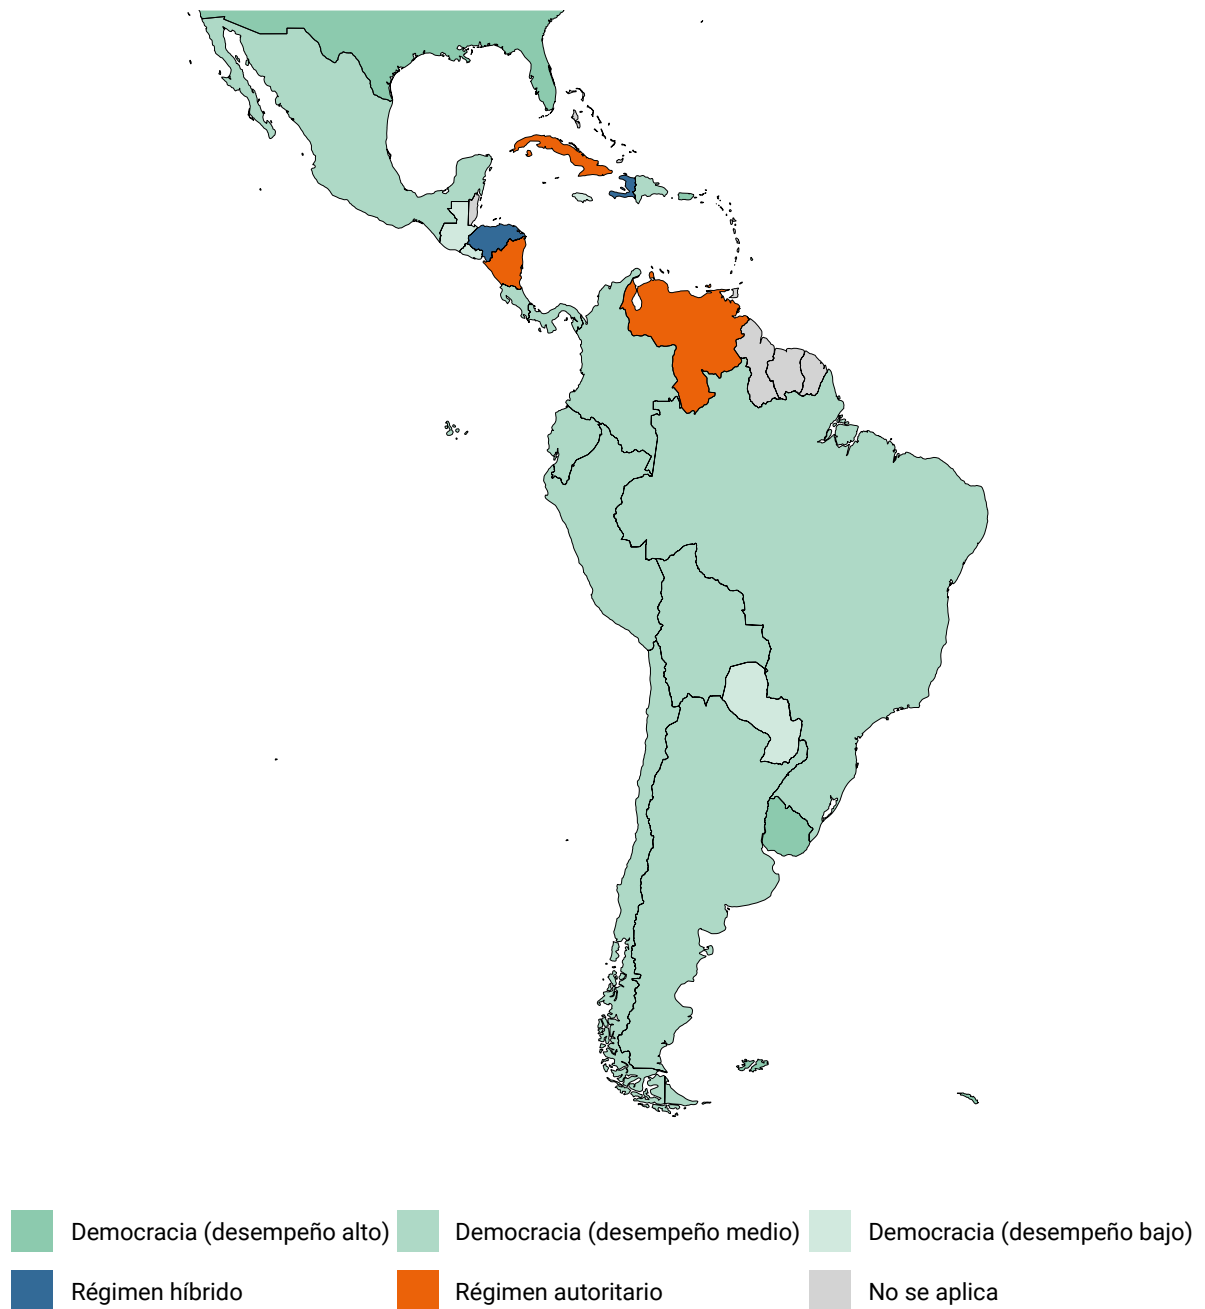 Democracia (desempeño alto)
Democracia (desempeño medio)
Democracia (desempeño bajo)
Régimen híbrido
Régimen autoritario
No se aplica